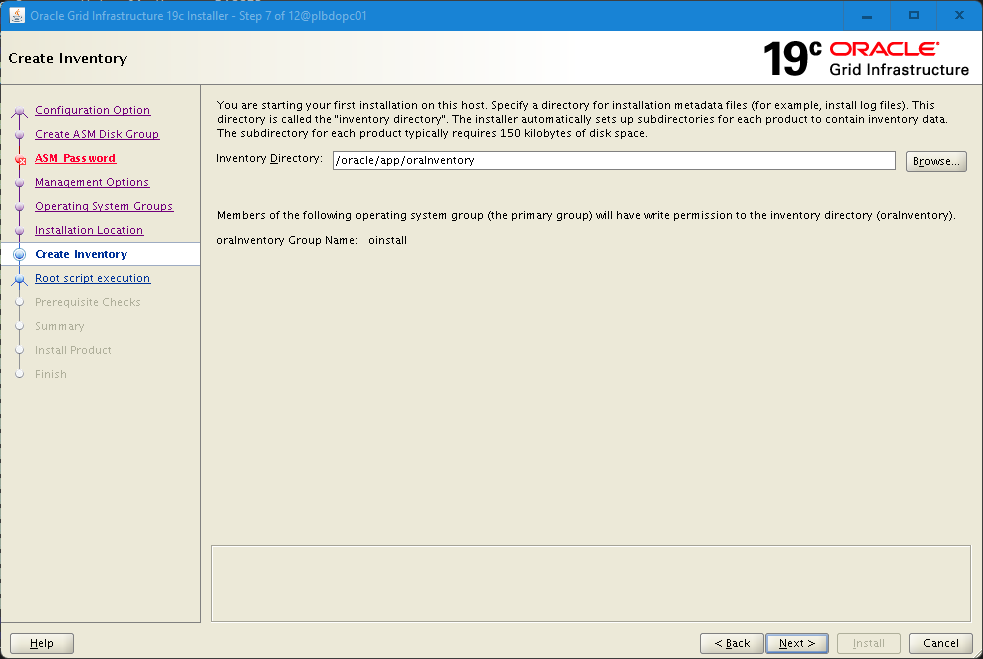 Oracle Grid Infrastructure 19c Installer - Step 7 of 12@plbdopc01
Create Inventory
19c ORACLE
Grid Infrastructure
Configuration Option
Create ASM Disk Group
ASM Password
Management Options
Operating System Groups
Installation Location
Create Inventory
Root script execution
Prerequisite Checks
Summary
Install Product
Finish
You are starting your first installation on this host. Specify a directory for installation metadata files (for example, install log files). This
directory is called the "inventory directory". The installer automatically sets up subdirectories for each product to contain inventory data.
The subdirectory for each product typically requires 150 kilobytes of disk space.
Inventory Directory: /oracle/app/oraInventory Browse...
Members of the following operating system group (the primary group) will have write permission to the inventory directory (oraInventory).
oraInventory Group Name: oinstall
Help < Back Next > Install Cancel